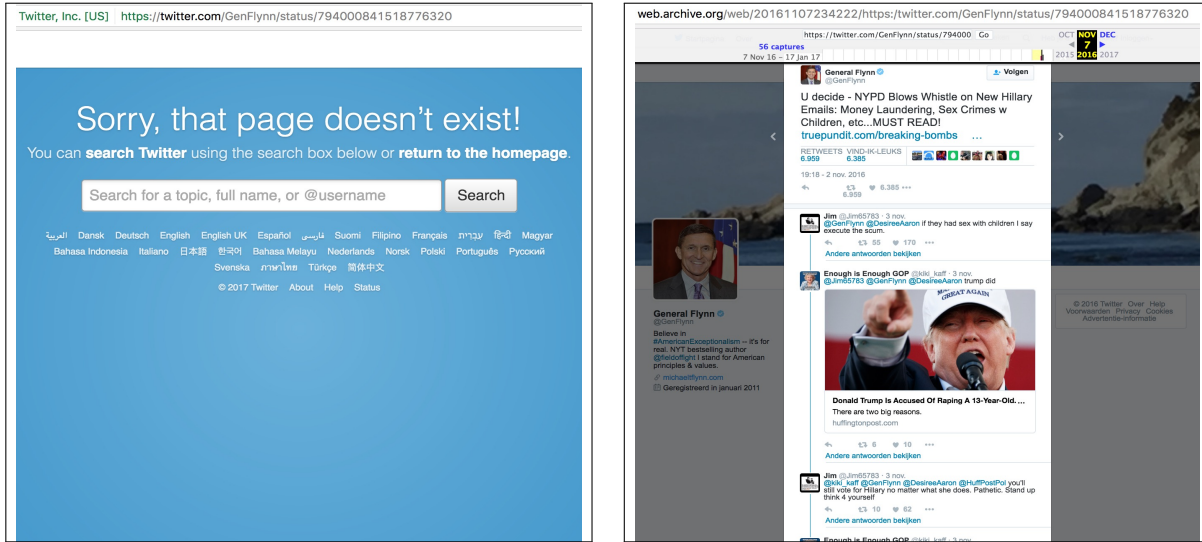 Twitter, Inc. [US] https://twitter.com/GenFlynn/status/794000841518776320
Sorry, that page doesn't exist!
You can search Twitter using the search box below or return to the homepage.
Search for a topic, full name, or @username
Search
العربية Dansk Deutsch English English UK Español فارسی Suomi Filipino Français עברית हिन्दी Magyar
Bahasa Indonesia Italiano 日本語 한국어 Bahasa Melayu Nederlands Norsk Polski Português Русский
Svenska ภาษาไทย Türkçe 简体中文
© 2017 Twitter About Help Status
web.archive.org/web/20161107234222/https:/twitter.com/GenFlynn/status/794000841518776320
https://twitter.com/GenFlynn/status/794000 Go
OCT NOV DEC
56 captures
7
7 Nov 16 - 17 Jan 17
2015 2016 2017
General Flynn
@GenFlynn
Volgen
U decide - NYPD Blows Whistle on New Hillary
Emails: Money Laundering, Sex Crimes w
Children, etc...MUST READ!
truepundit.com/breaking-bombs ...
RETWEETS VIND-IK-LEUKS
6.959 6.385
19:18 - 2 nov. 2016
6.959
6.385
Jim @Jim65783 · 3 nov.
@GenFlynn @DesireeAaron if they had sex with children I say
execute the scum.
55 170
Andere antwoorden bekijken
Enough is Enough GOP @kiki_kaff · 3 nov.
@Jim65783 @GenFlynn @DesireeAaron trump did
GREAT AGAIN
Donald Trump Is Accused Of Raping A 13-Year-Old. ...
There are two big reasons.
huffingtonpost.com
6 10
Andere antwoorden bekijken
Jim @Jim65783 · 3 nov.
@kiki_kaff @GenFlynn @DesireeAaron @HuffPostPol you'll
still vote for Hillary no matter what she does. Pathetic. Stand up
think 4 yourself
10 62
Andere antwoorden bekijken
Enough is Enough GOP @kiki_kaff · 3 nov.
General Flynn
@GenFlynn
Believe in
#AmericanExceptionalism -- it's for
real. NYT bestselling author
@fieldoffight I stand for American
principles & values.
michaeltflynn.com
Geregistreerd in januari 2011
© 2016 Twitter Over Help
Voorwaarden Privacy Cookies
Advertentie-informatie